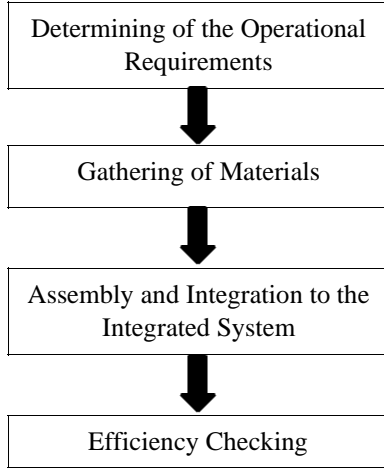 Determining of the Operational
Requirements
Gathering of Materials
Assembly and Integration to the
Integrated System
Efficiency Checking